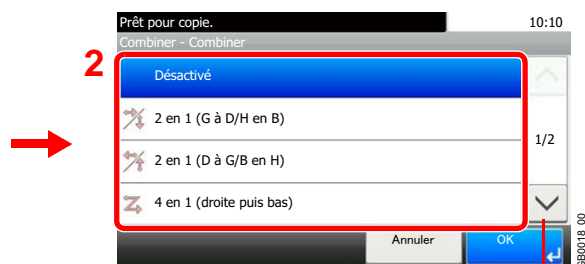 Prêt pour copie. 10:10
Combiner - Combiner
2
Désactivé
2 en 1 (G à D/H en B)
2 en 1 (D à G/B en H)
1/2
4 en 1 (droite puis bas)
Annuler OK